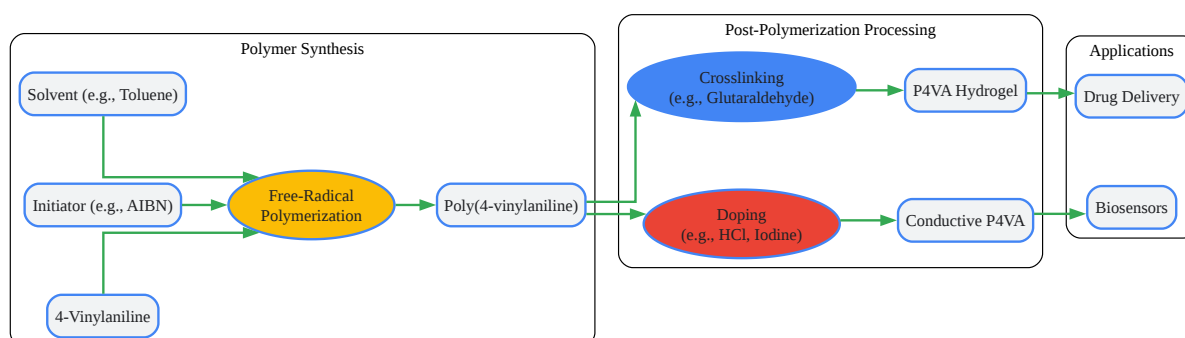 Polymer Synthesis
Solvent (e.g., Toluene)
Initiator (e.g., AIBN)
4-Vinylaniline
Free-Radical
Polymerization
Poly(4-vinylaniline)
Post-Polymerization Processing
Crosslinking
(e.g., Glutaraldehyde)
P4VA Hydrogel
Doping
(e.g., HCl, Iodine)
Conductive P4VA
Applications
Drug Delivery
Biosensors